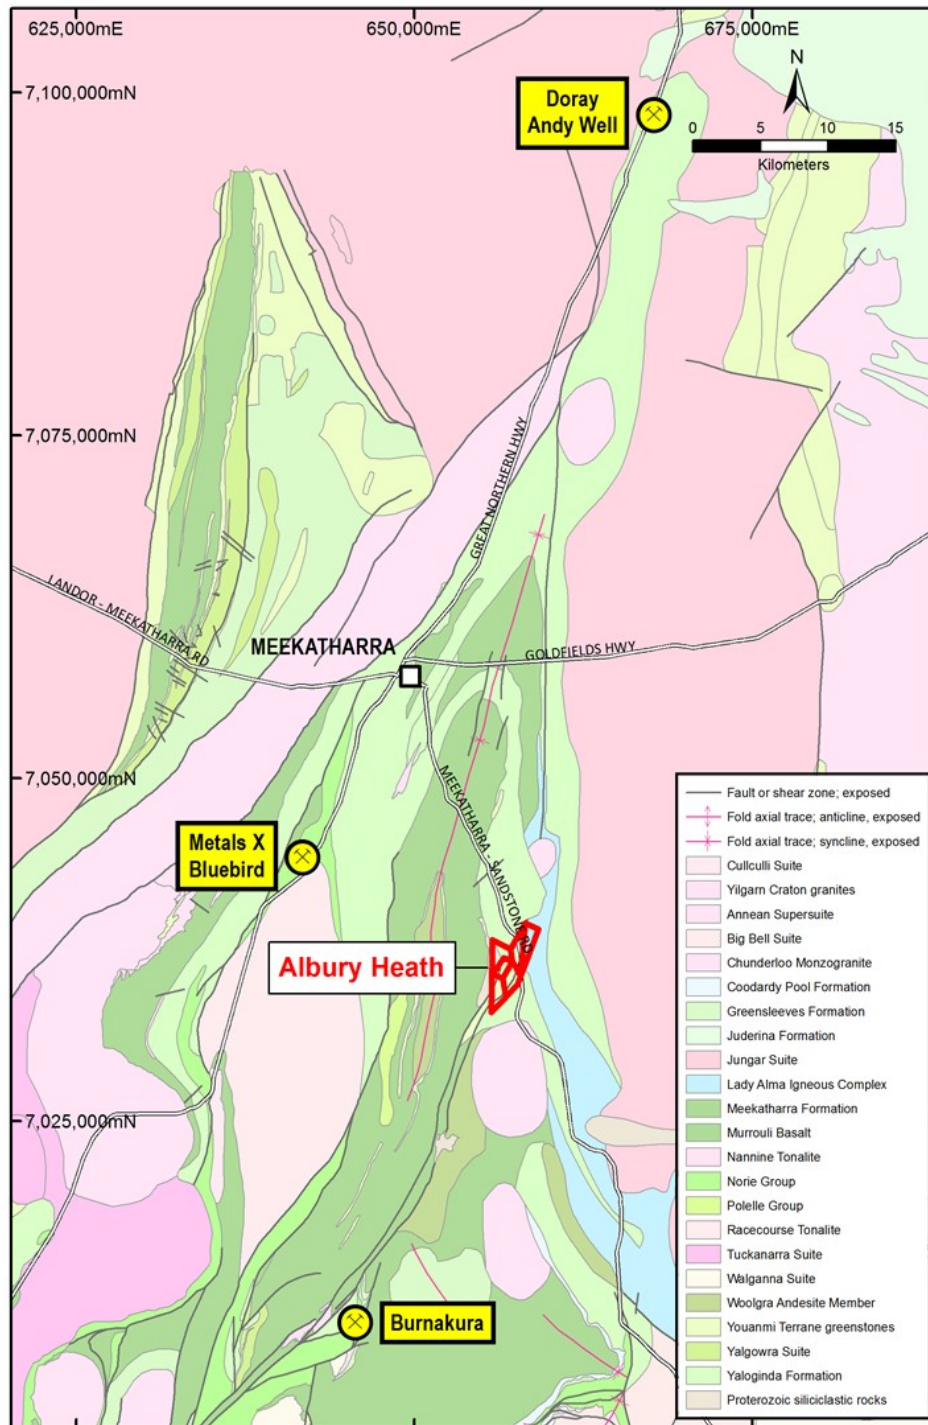 625,000mE
650,000mE
675,000mE
7,100,000mN
Doray
Andy Well
N
0 5 10 15
Kilometers
7,075,000mN
GREAT NORTHERN HWY
LANDOR - MEEKATHARRA RD
MEEKATHARRA
GOLDFIELDS HWY
7,050,000mN
MEEKATHARRA - SANDSTONE RD
Metals X
Bluebird
Albury Heath
7,025,000mN
Burnakura
Fault or shear zone; exposed
Fold axial trace; anticline, exposed
Fold axial trace; syncline, exposed
Cullculli Suite
Yilgarn Craton granites
Annean Supersuite
Big Bell Suite
Chunderloo Monzogranite
Coodardy Pool Formation
Greensleeves Formation
Juderina Formation
Jungar Suite
Lady Alma Igneous Complex
Meekatharra Formation
Murrouli Basalt
Nannine Tonalite
Norie Group
Polelle Group
Racecourse Tonalite
Tuckanarra Suite
Walganna Suite
Woolgra Andesite Member
Youanmi Terrane greenstones
Yalgowra Suite
Yaloginda Formation
Proterozoic siliciclastic rocks